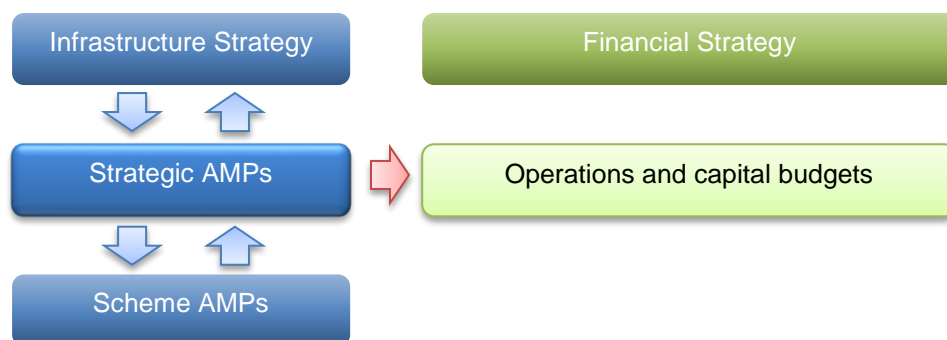 Infrastructure Strategy
Financial Strategy
Strategic AMPs
Operations and capital budgets
Scheme AMPs